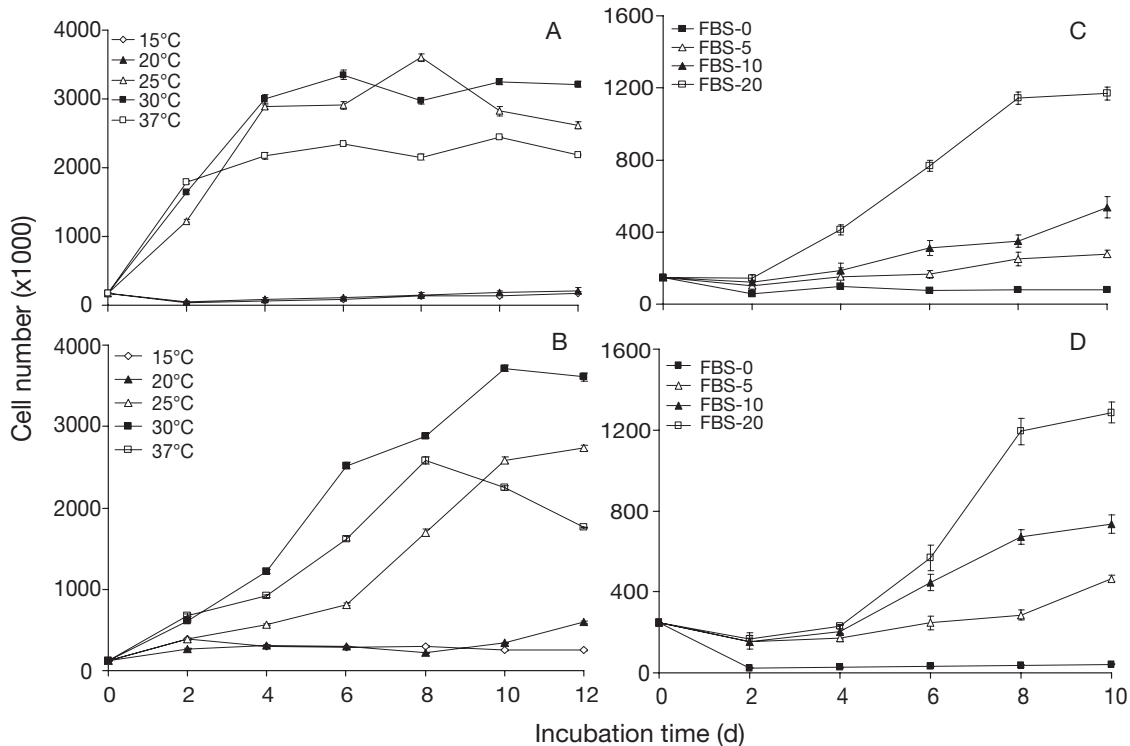 Cell number (x1000)
A
15°C
20°C
25°C
30°C
37°C
4000
3000
2000
1000
0
B
15°C
20°C
25°C
30°C
37°C
4000
3000
2000
1000
0
0 2 4 6 8 10 12
C
FBS-0
FBS-5
FBS-10
FBS-20
1600
1200
800
400
0
D
FBS-0
FBS-5
FBS-10
FBS-20
1600
1200
800
400
0
0 2 4 6 8 10
Incubation time (d)